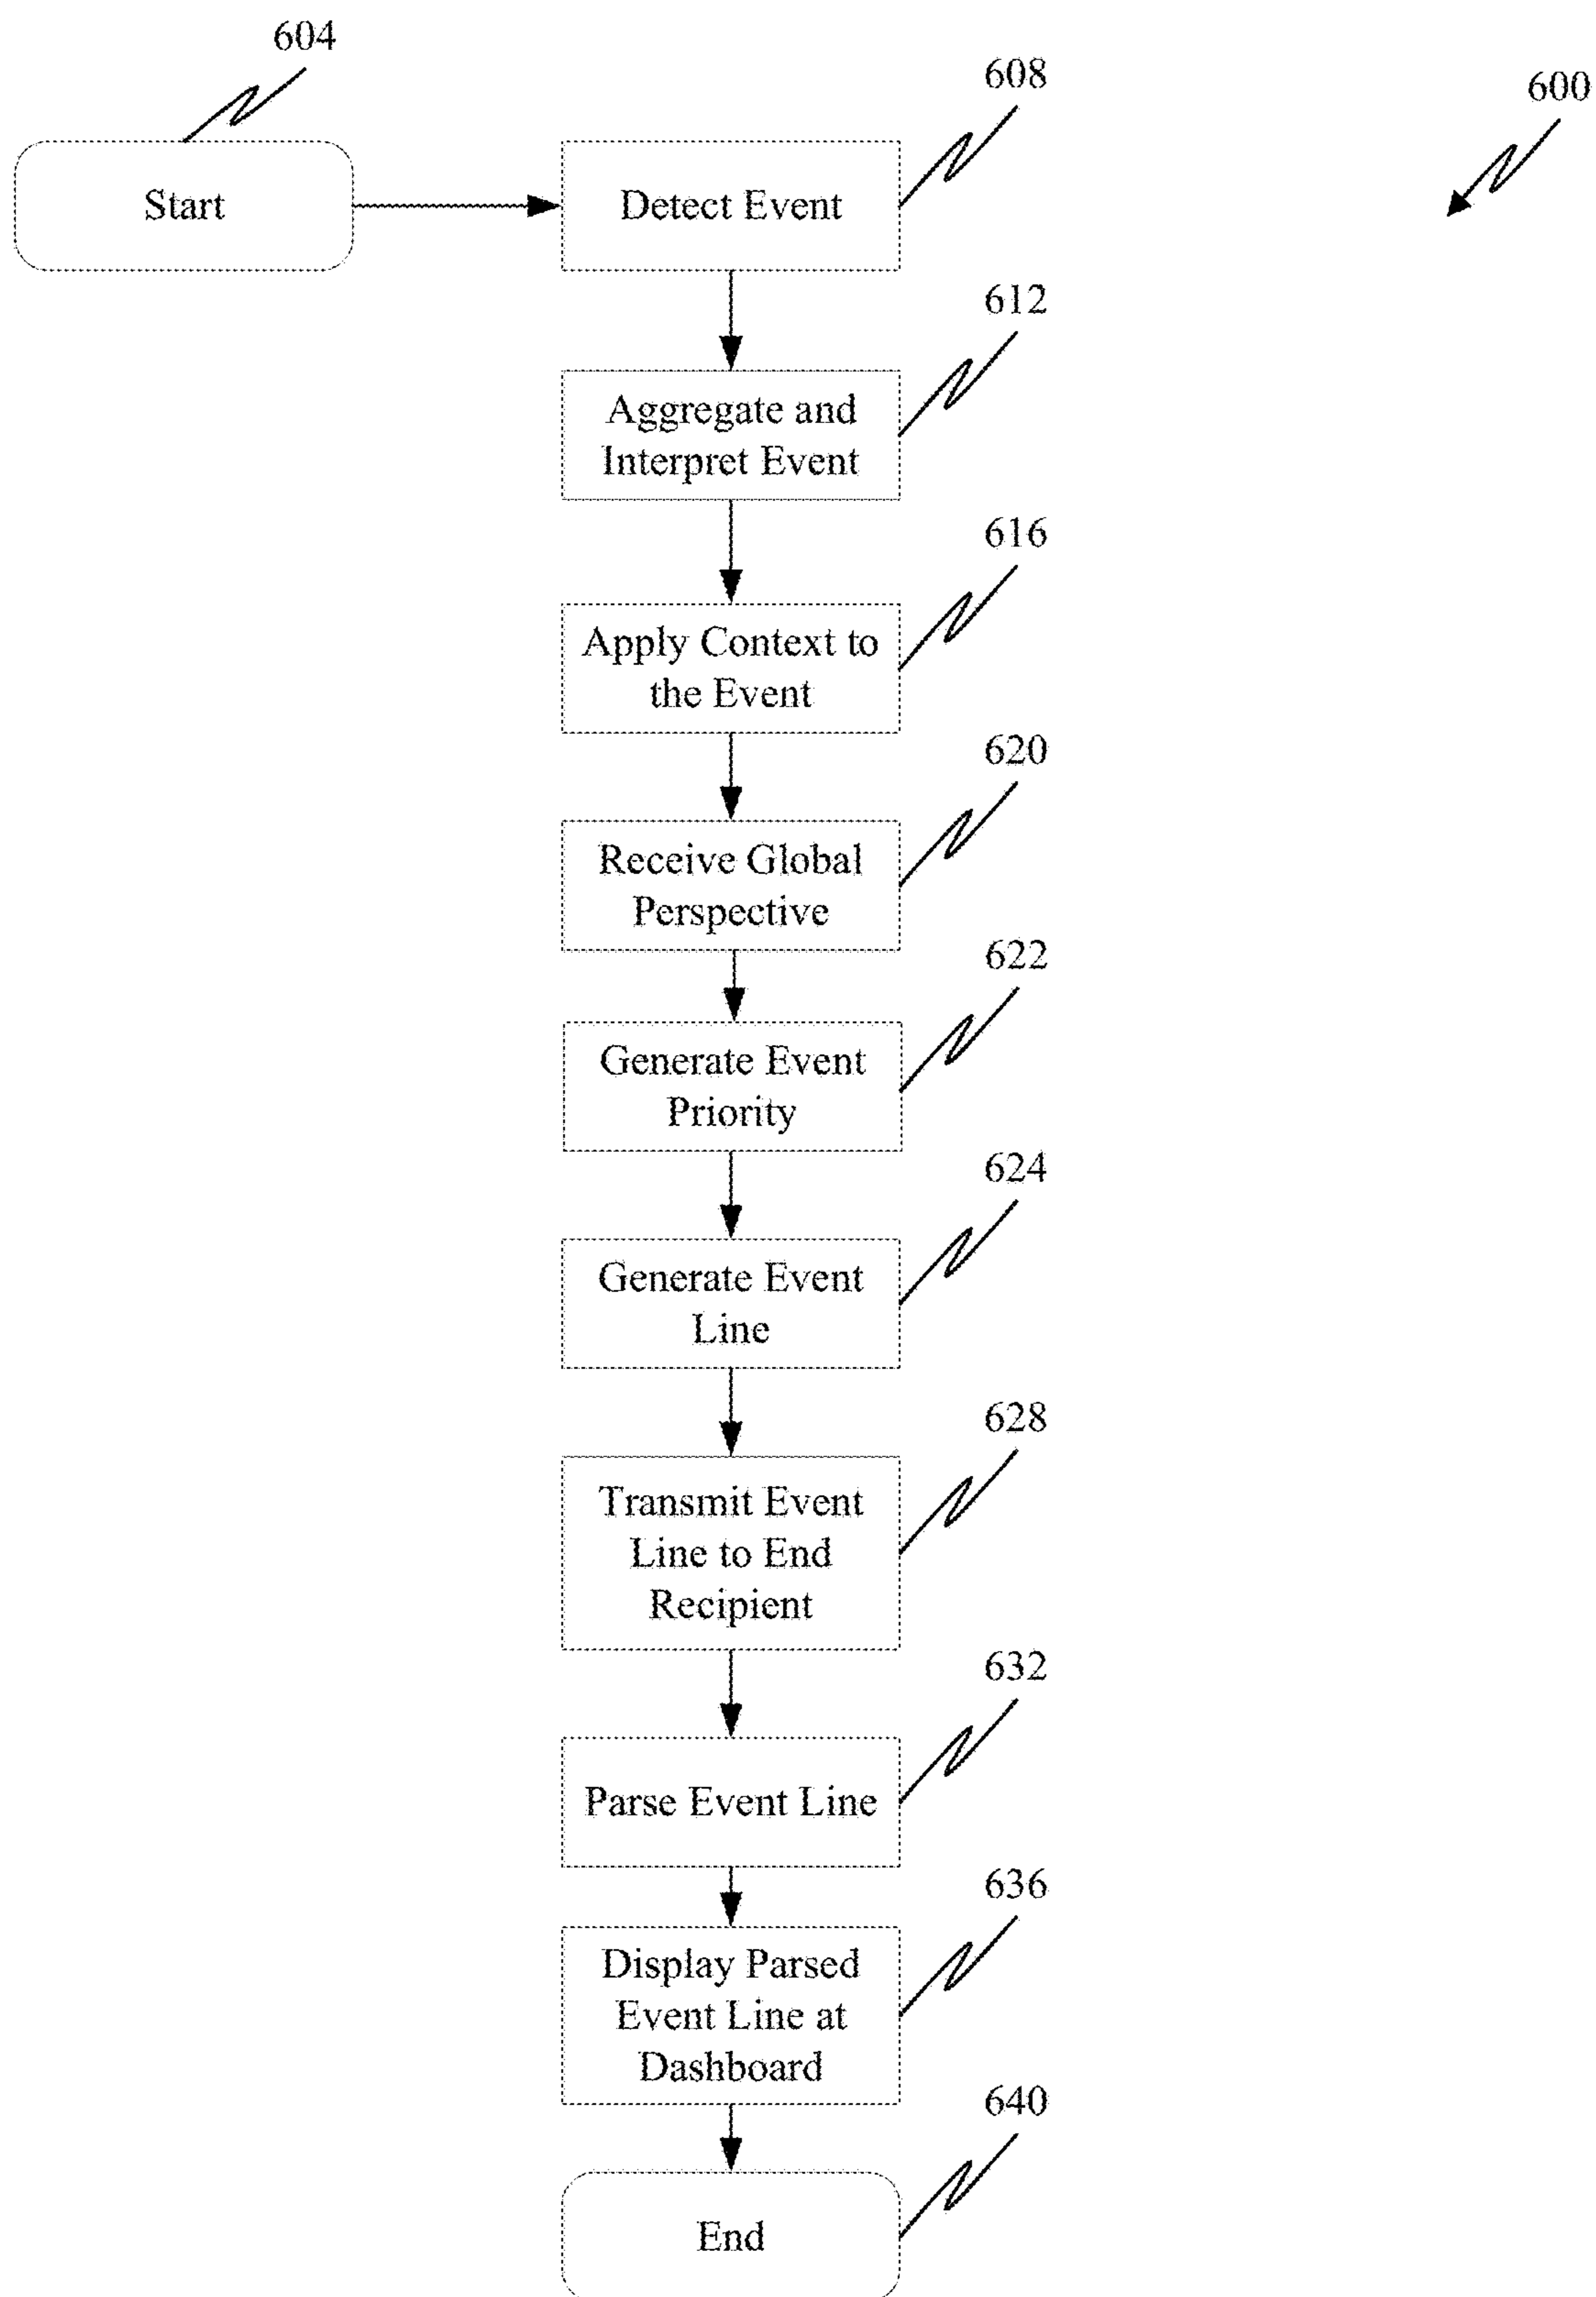 604
608
600
Start
Detect Event
612
Aggregate and
Interpret Event
616
Apply Context to
the Event
620
Receive Global
Perspective
622
Generate Event
Priority
624
Generate Event
Line
628
Transmit Event
Line to End
Recipient
632
Parse Event Line
636
Display Parsed
Event Line at
Dashboard
640
End